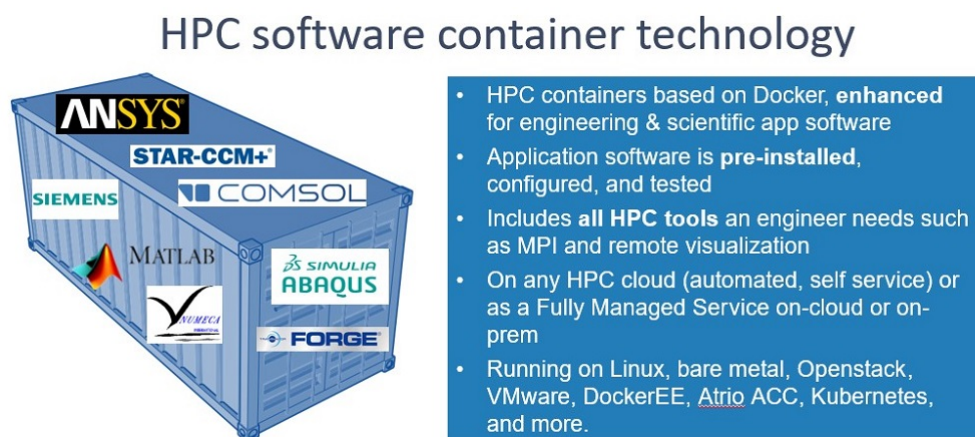 HPC software container technology
ANSYS®
STAR-CCM+®
SIEMENS
COMSOL
MATLAB
SIMULIA
ABAQUS
NUMECA
FORGE®
• HPC containers based on Docker, enhanced
for engineering & scientific app software
• Application software is pre-installed,
configured, and tested
• Includes all HPC tools an engineer needs such
as MPI and remote visualization
• On any HPC cloud (automated, self service) or
as a Fully Managed Service on-cloud or on-
prem
• Running on Linux, bare metal, Openstack,
VMware, DockerEE, Atrio ACC, Kubernetes,
and more.